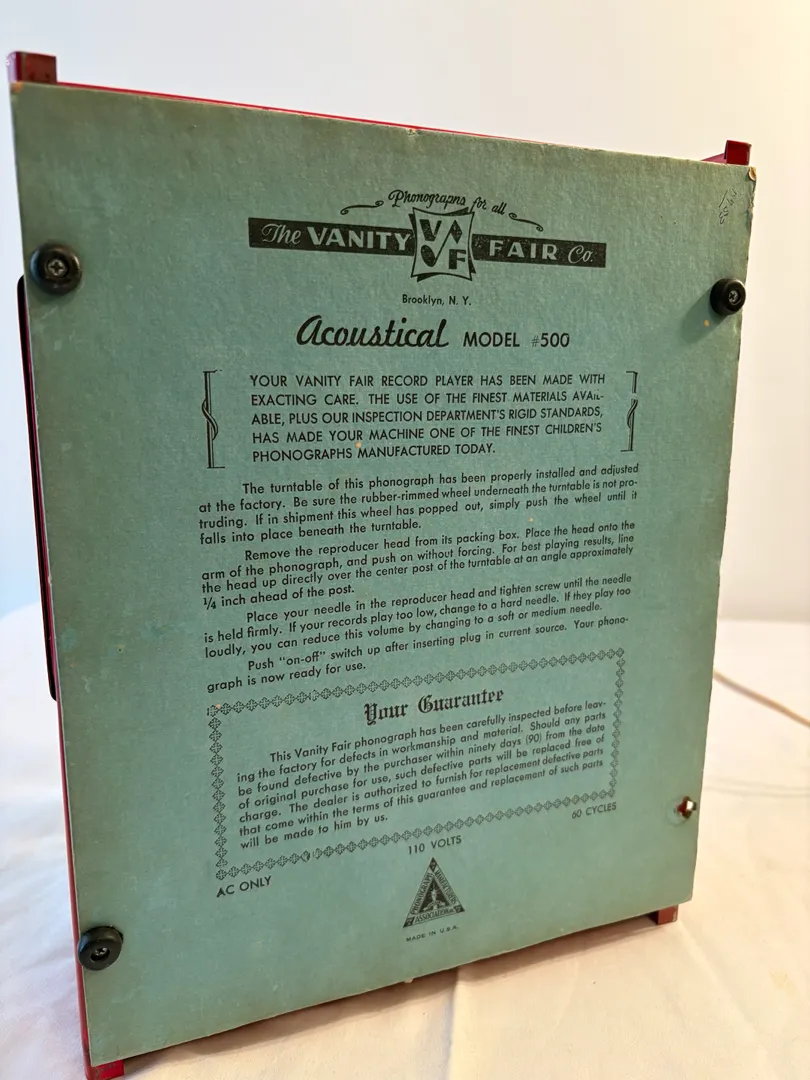 Phonographs for all
The VANITY VF FAIR Co.
Brooklyn, N. Y.
Acoustical MODEL #500
YOUR VANITY FAIR RECORD PLAYER HAS BEEN MADE WITH
EXACTING CARE. THE USE OF THE FINEST MATERIALS AVAIL-
ABLE, PLUS OUR INSPECTION DEPARTMENT'S RIGID STANDARDS,
HAS MADE YOUR MACHINE ONE OF THE FINEST CHILDREN'S
PHONOGRAPHS MANUFACTURED TODAY.
The turntable of this phonograph has been properly installed and adjusted
at the factory. Be sure the rubber-rimmed wheel underneath the turntable is not pro-
truding. If in shipment this wheel has popped out, simply push the wheel until it
falls into place beneath the turntable.
Remove the reproducer head from its packing box. Place the head onto the
arm of the phonograph, and push on without forcing. For best playing results, line
the head up directly over the center post of the turntable at an angle approximately
1/4 inch ahead of the post.
Place your needle in the reproducer head and tighten screw until the needle
is held firmly. If your records play too low, change to a hard needle. If they play too
loudly, you can reduce this volume by changing to a soft or medium needle.
Push "on-off" switch up after inserting plug in current source. Your phono-
graph is now ready for use.
Your Guarantee
This Vanity Fair phonograph has been carefully inspected before leav-
ing the factory for defects in workmanship and material. Should any parts
be found defective by the purchaser within ninety days (90) from the date
of original purchase for use, such defective parts will be replaced free of
charge. The dealer is authorized to furnish for replacement defective parts
that come within the terms of this guarantee and replacement of such parts
will be made to him by us.
AC ONLY 110 VOLTS 60 CYCLES
PHONOGRAPH MANUFACTURERS
ASSOCIATION
MADE IN U.S.A.